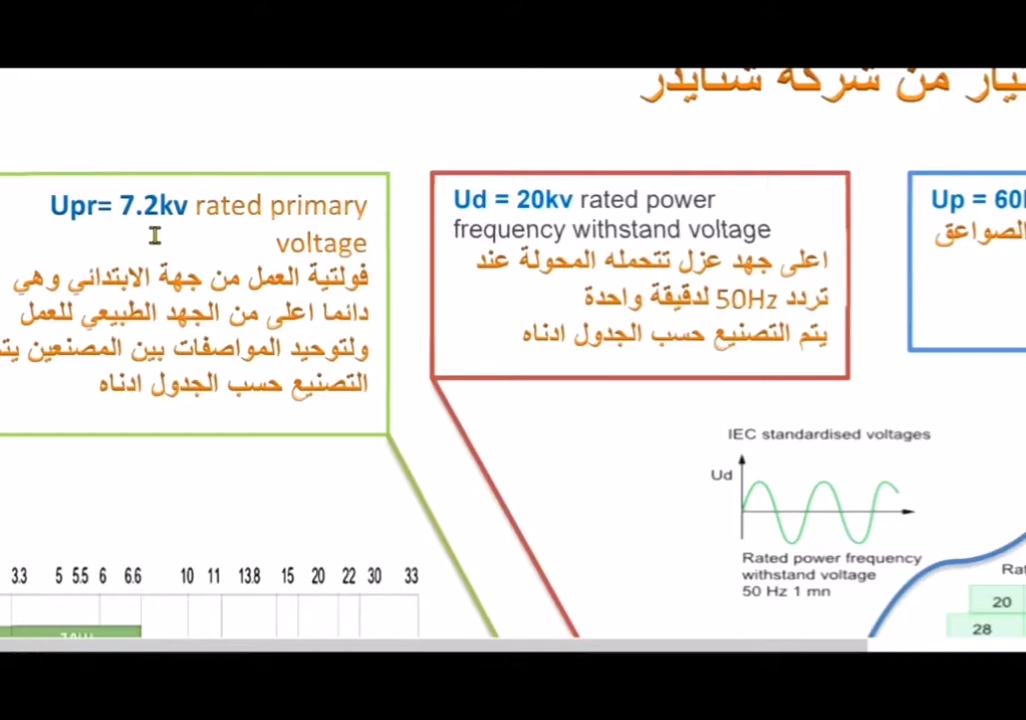 من شركة شنايدر
Upr= 7.2kv rated primary
voltage
فولتية العمل من جهة الابتدائي وهي
دائما اعلى من الجهد الطبيعي للعمل
ولتوحيد المواصفات بين المصنعين
التصنيع حسب الجدول ادناه
Ud = 20kv rated power
frequency withstand voltage
اعلى جهد عزل تتحمله المحولة عند
تردد 50Hz لدقيقة واحدة
يتم التصنيع حسب الجدول ادناه
Up = 60
الصواعق
IEC standardised voltages
Ud
Rated power frequency
withstand voltage
50 Hz 1 mn
3.3 5 5.5 6 6.6 10 11 13.8 15 20 22 30 33
20
28